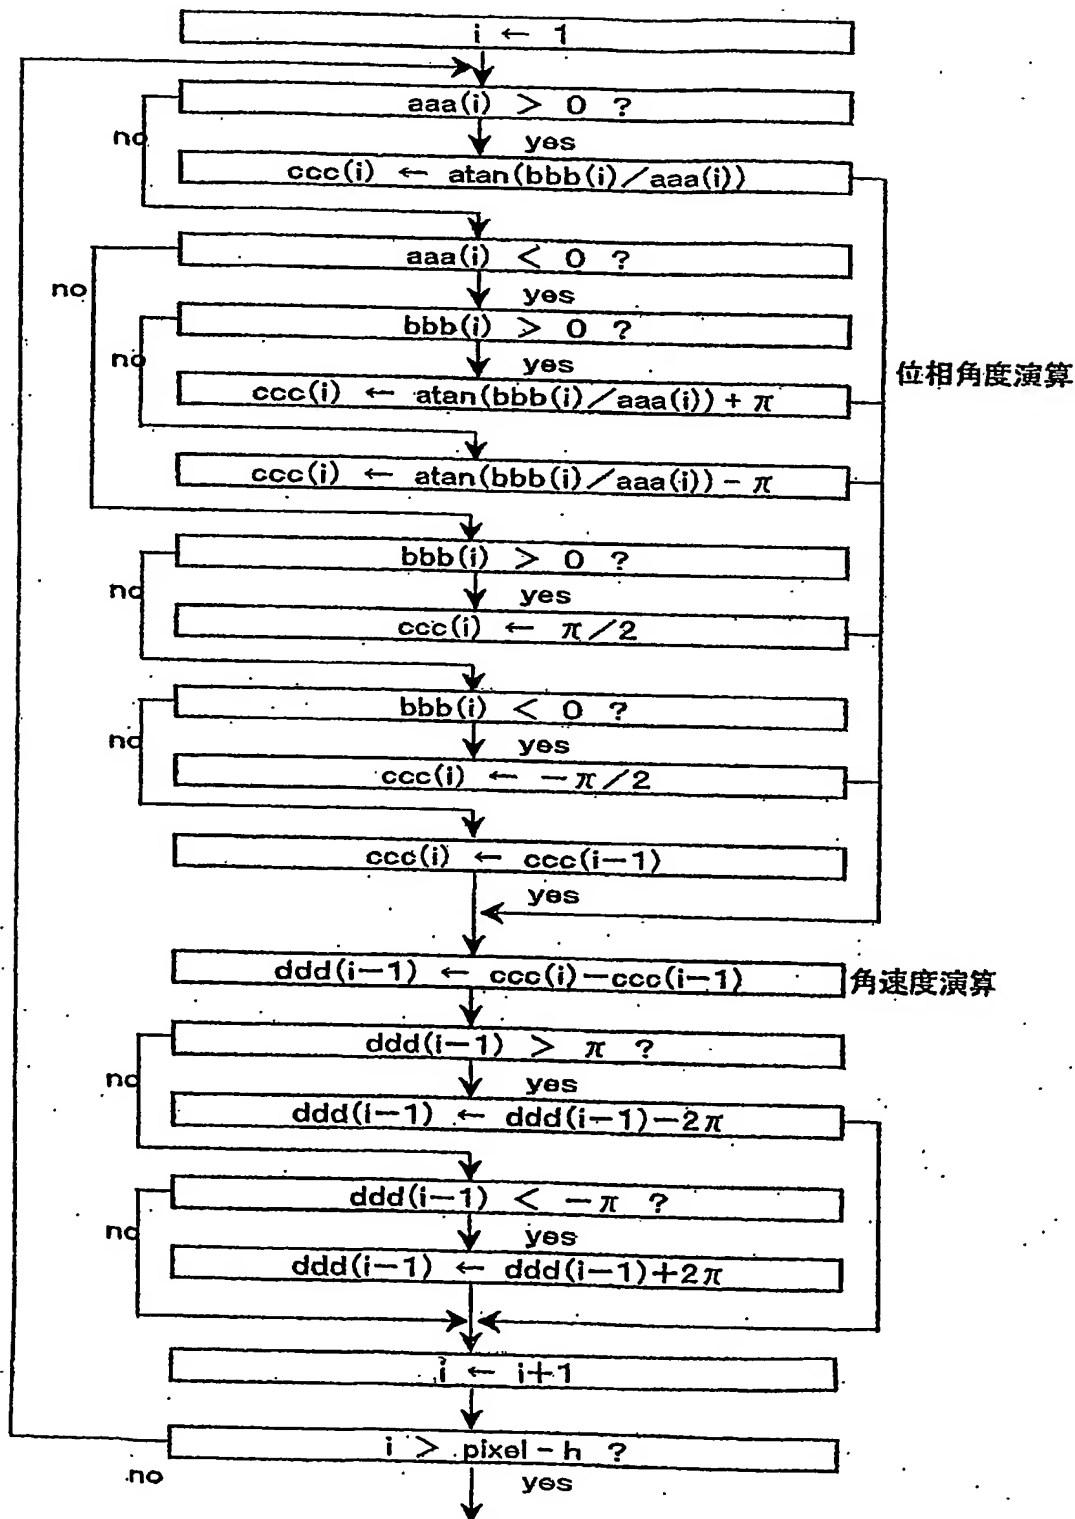 i ← 1
aaa(i) > 0 ?
no
yes
ccc(i) ← atan(bbb(i)/aaa(i))
aaa(i) < 0 ?
no
yes
bbb(i) > 0 ?
no
yes
位相角度演算
ccc(i) ← atan(bbb(i)/aaa(i))+π
ccc(i) ← atan(bbb(i)/aaa(i))-π
bbb(i) > 0 ?
no
yes
ccc(i) ← π/2
bbb(i) < 0 ?
no
yes
ccc(i) ← -π/2
ccc(i) ← ccc(i-1)
yes
ddd(i-1) ← ccc(i)-ccc(i-1)
角速度演算
ddd(i-1) > π ?
no
yes
ddd(i-1) ← ddd(i-1)-2π
ddd(i-1) < -π ?
no
yes
ddd(i-1) ← ddd(i-1)+2π
i ← i+1
i > pixel-h ?
no
yes